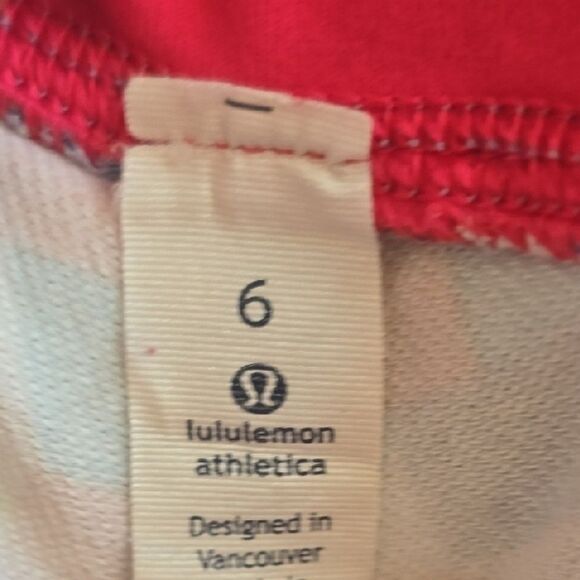 6
lululemon
athletica
Designed in
Vancouver